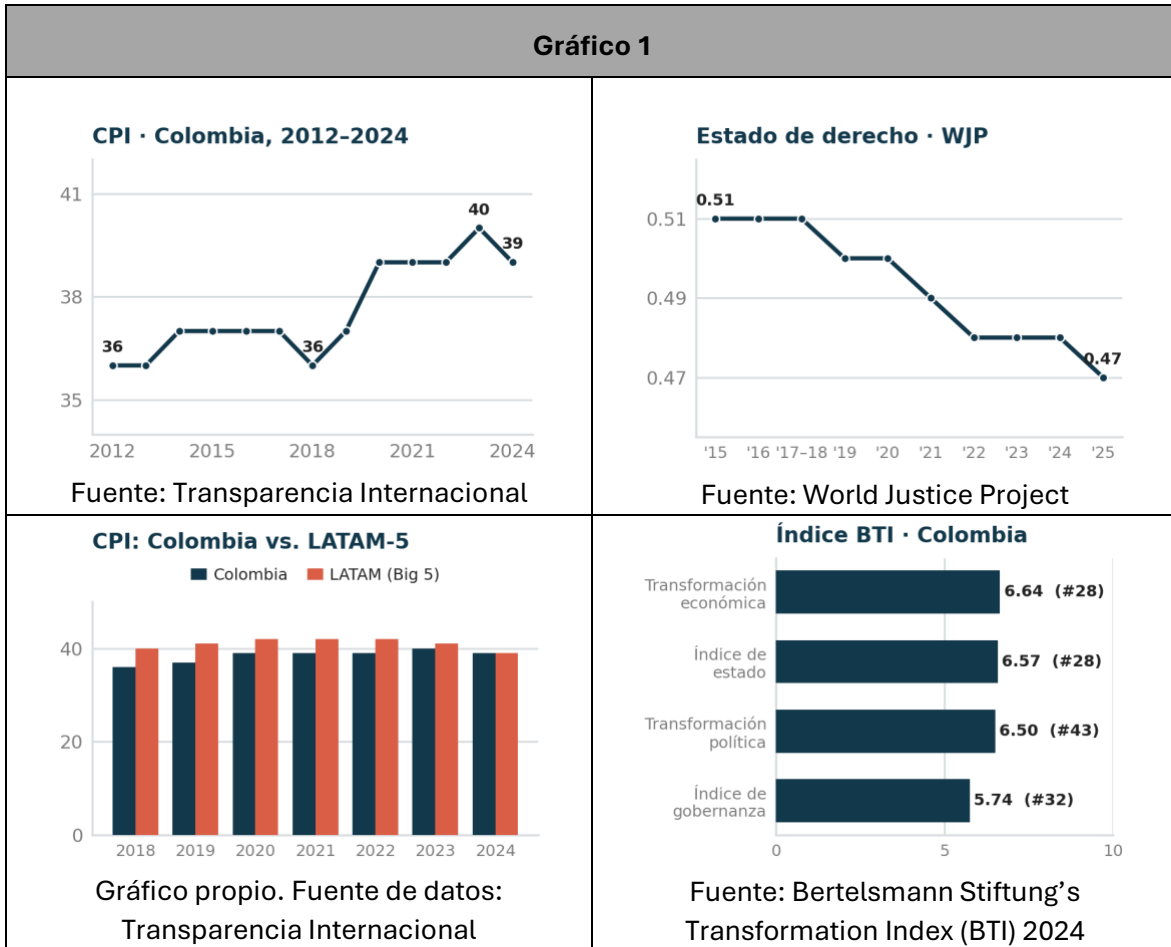 Gráfico 1
CPI · Colombia, 2012–2024
41
40
39
38
36
36
35
2012 2015 2018 2021 2024
Fuente: Transparencia Internacional
Estado de derecho · WJP
0.51
0.51
0.49
0.47
0.47
'15 '16 '17–18 '19 '20 '21 '22 '23 '24 '25
Fuente: World Justice Project
CPI: Colombia vs. LATAM-5
Colombia LATAM (Big 5)
40
20
0
2018 2019 2020 2021 2022 2023 2024
Gráfico propio. Fuente de datos:
Transparencia Internacional
Índice BTI · Colombia
Transformación
económica
6.64 (#28)
Índice de
estado
6.57 (#28)
Transformación
política
6.50 (#43)
Índice de
gobernanza
5.74 (#32)
0 5 10
Fuente: Bertelsmann Stiftung’s
Transformation Index (BTI) 2024